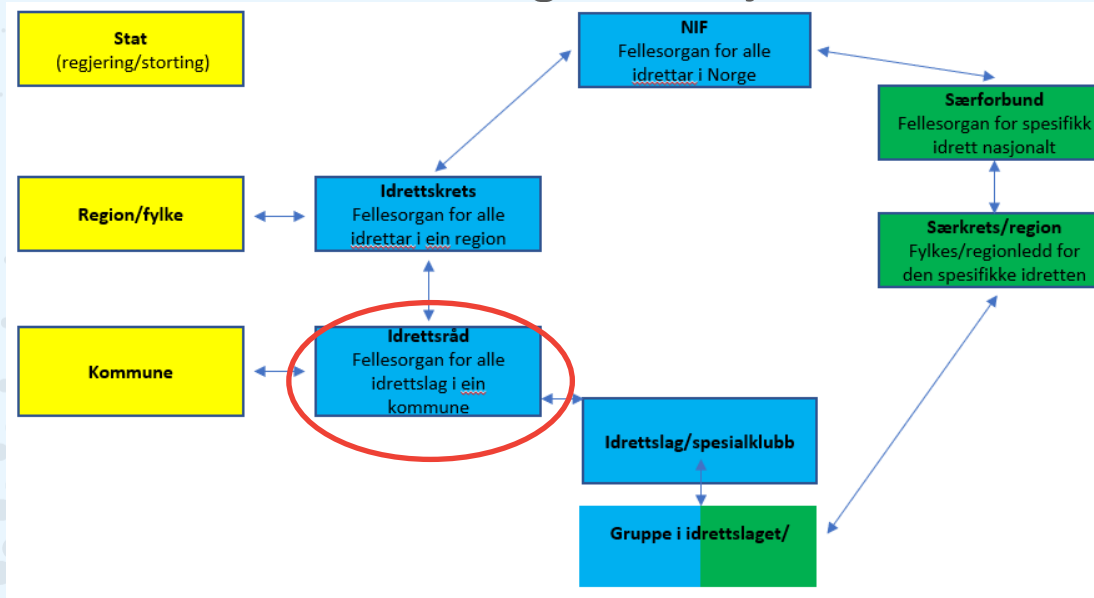 Stat
(regjering/storting)
NIF
Fellesorgan for alle
idrettar i Norge
Særforbund
Fellesorgan for spesifikk
idrett nasjonalt
Region/fylke
Idrettskrets
Fellesorgan for alle
idrettar i ein region
Særkrets/region
Fylkes/regionledd for
den spesifikke idretten
Kommune
Idrettsråd
Fellesorgan for alle
idrettslag i ein
kommune
Idrettslag/spesialklubb
Gruppe i idrettslaget/